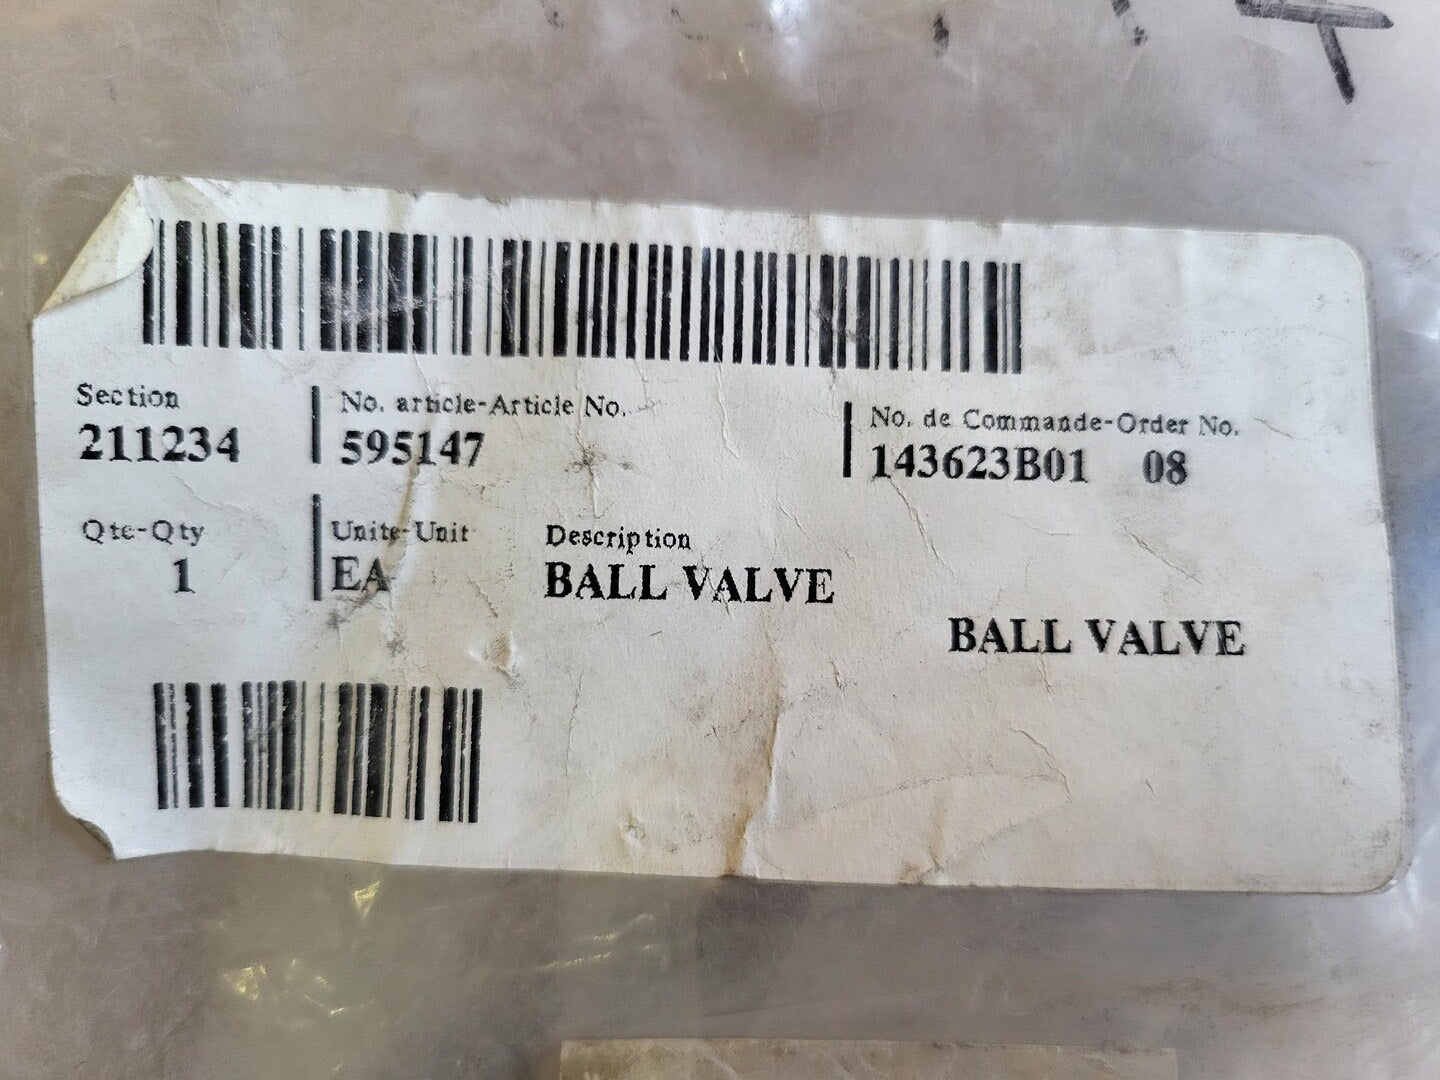 Section No. article-Article No. No. de Commande-Order No.
211234 595147 143623B01 08
Qte-Qty Unite-Unit Description
1 EA BALL VALVE
BALL VALVE